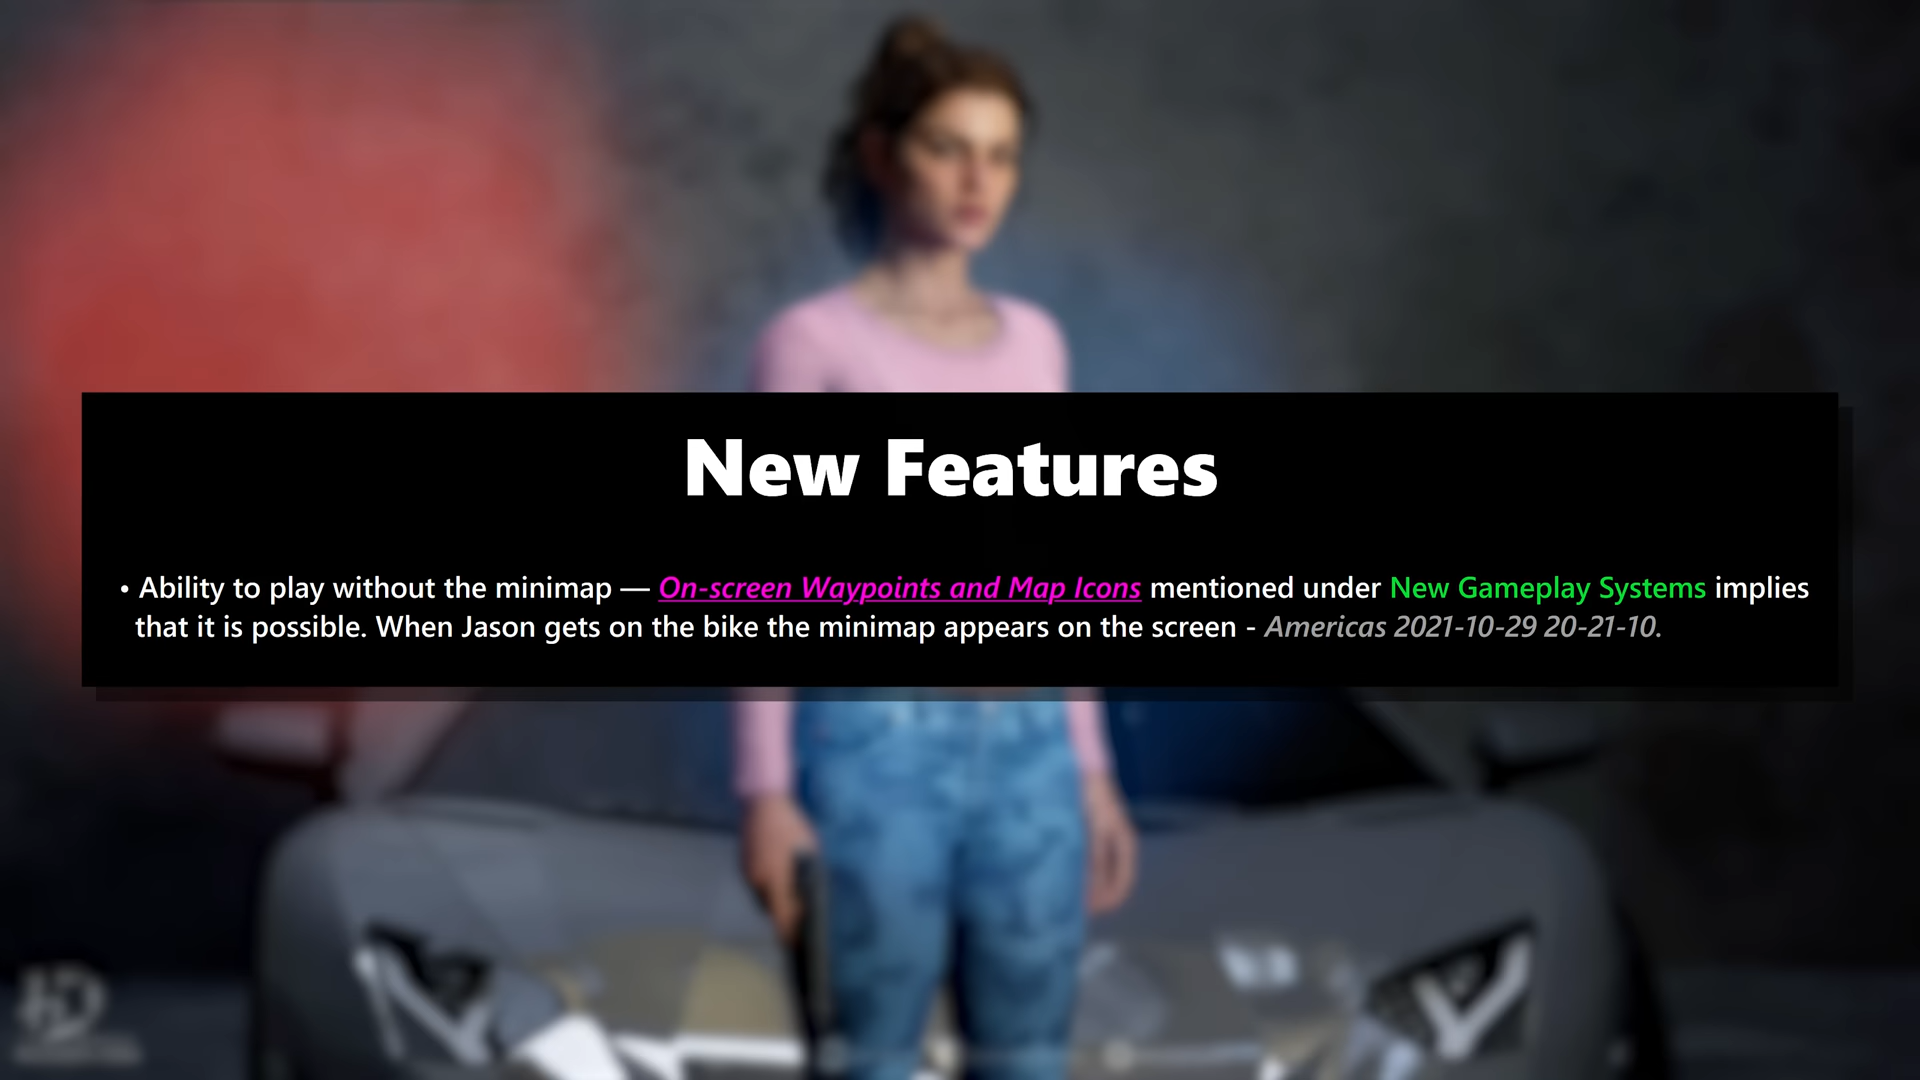 New Features
• Ability to play without the minimap — On-screen Waypoints and Map Icons mentioned under New Gameplay Systems implies
that it is possible. When Jason gets on the bike the minimap appears on the screen - Americas 2021-10-29 20-21-10.